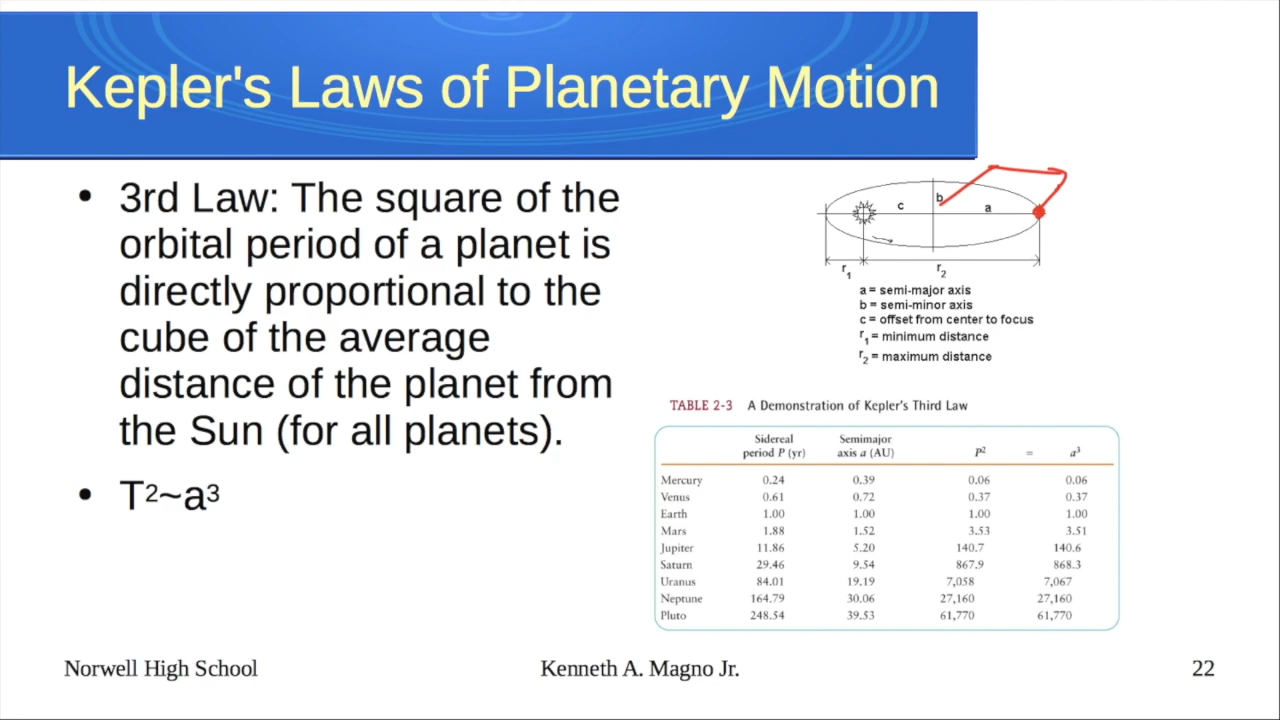 Kepler's Laws of Planetary Motion
• 3rd Law: The square of the
orbital period of a planet is
directly proportional to the
cube of the average
distance of the planet from
the Sun (for all planets).
• T²~a³
c b a
r₁ r₂
a = semi-major axis
b = semi-minor axis
c = offset from center to focus
r₁ = minimum distance
r₂ = maximum distance
TABLE 2-3 A Demonstration of Kepler's Third Law
Sidereal Semimajor
period P (yr) axis a (AU) P² = a³
Mercury 0.24 0.39 0.06 0.06
Venus 0.61 0.72 0.37 0.37
Earth 1.00 1.00 1.00 1.00
Mars 1.88 1.52 3.53 3.51
Jupiter 11.86 5.20 140.7 140.6
Saturn 29.46 9.54 867.9 868.3
Uranus 84.01 19.19 7,058 7,067
Neptune 164.79 30.06 27,160 27,160
Pluto 248.54 39.53 61,770 61,770
Norwell High School Kenneth A. Magno Jr. 22